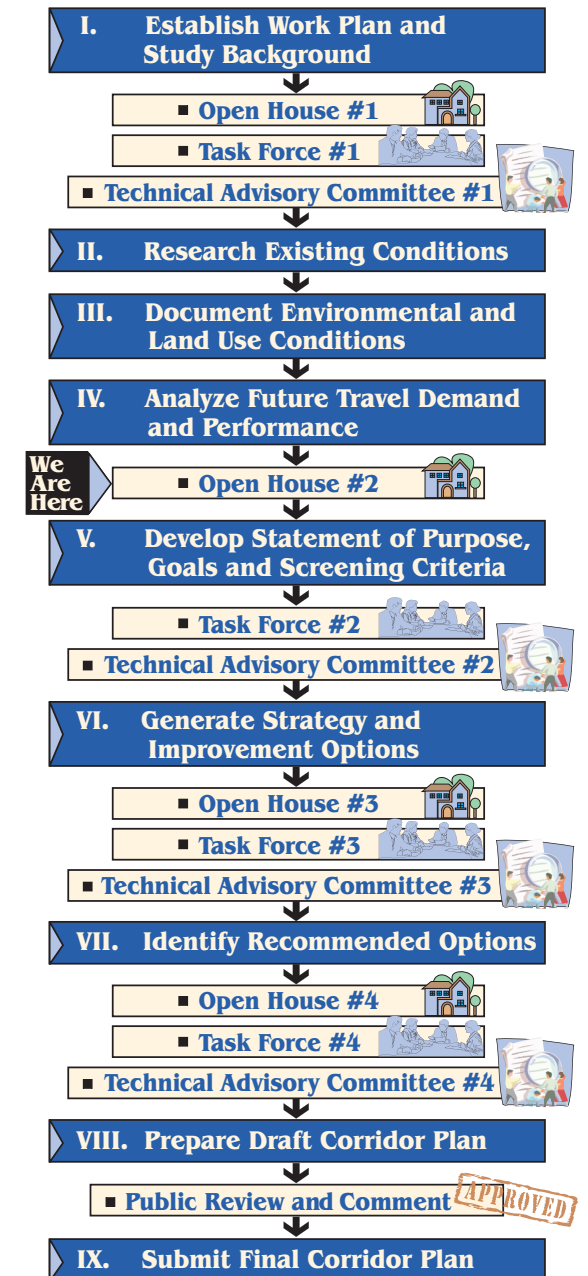 I. Establish Work Plan and
Study Background
▪ Open House #1
▪ Task Force #1
▪ Technical Advisory Committee #1
II. Research Existing Conditions
III. Document Environmental and
Land Use Conditions
IV. Analyze Future Travel Demand
and Performance
We
Are
Here
▪ Open House #2
V. Develop Statement of Purpose,
Goals and Screening Criteria
▪ Task Force #2
▪ Technical Advisory Committee #2
VI. Generate Strategy and
Improvement Options
▪ Open House #3
▪ Task Force #3
▪ Technical Advisory Committee #3
VII. Identify Recommended Options
▪ Open House #4
▪ Task Force #4
▪ Technical Advisory Committee #4
VIII. Prepare Draft Corridor Plan
▪ Public Review and Comment
APPROVED
IX. Submit Final Corridor Plan